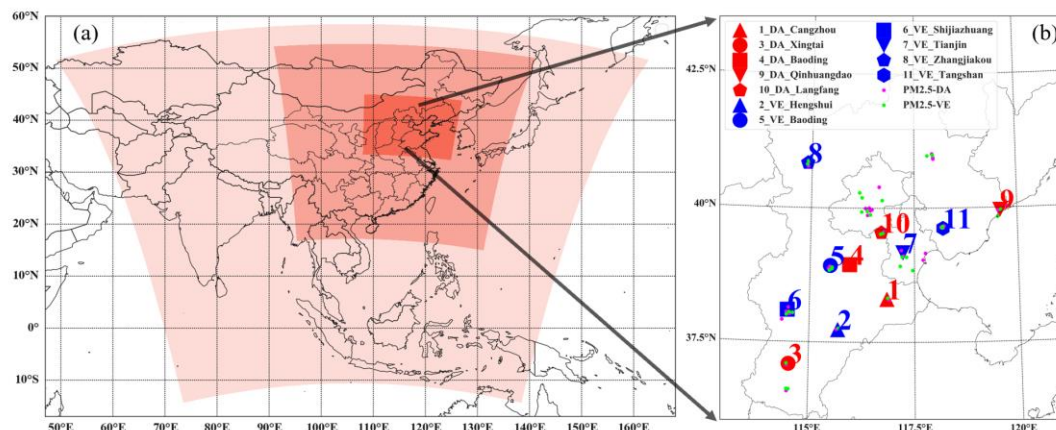 (a)
60°N
50°N
40°N
30°N
20°N
10°N
0°
10°S
50°E 60°E 70°E 80°E 90°E 100°E 110°E 120°E 130°E 140°E 150°E 160°E
(b)
1_DA_Cangzhou
3_DA_Xingtai
4_DA_Baoding
9_DA_Qinhuangdao
10_DA_Langfang
2_VE_Hengshui
5_VE_Baoding
6_VE_Shijiazhuang
7_VE_Tianjin
8_VE_Zhangjiakou
11_VE_Tangshan
PM2.5-DA
PM2.5-VE
42.5°N
40°N
37.5°N
8
9
10 11
7
5 4
1
6
2
3
115°E 117.5°E 120°E